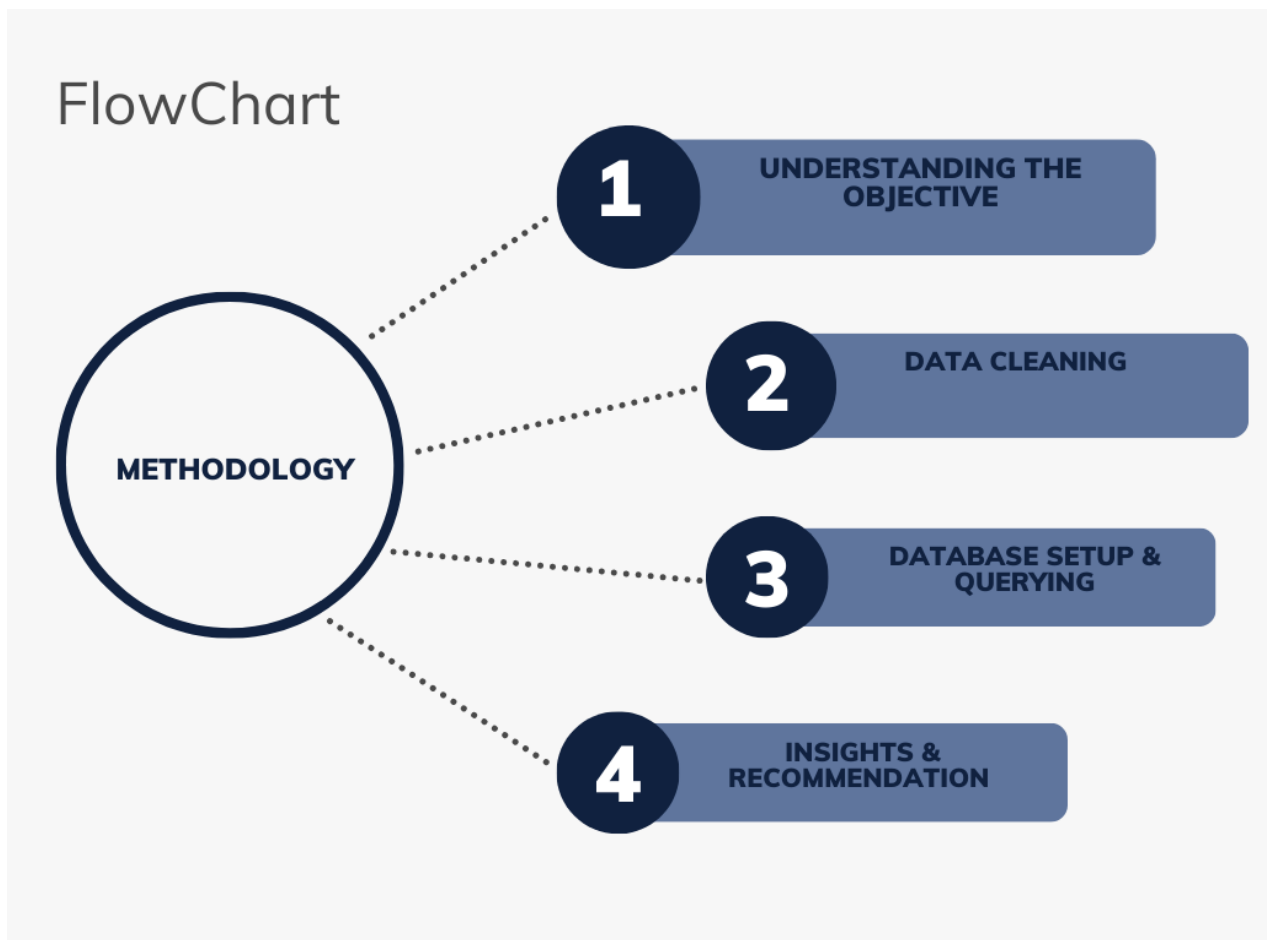 FlowChart
1
UNDERSTANDING THE
OBJECTIVE
2
DATA CLEANING
METHODOLOGY
3
DATABASE SETUP &
QUERYING
4
INSIGHTS &
RECOMMENDATION